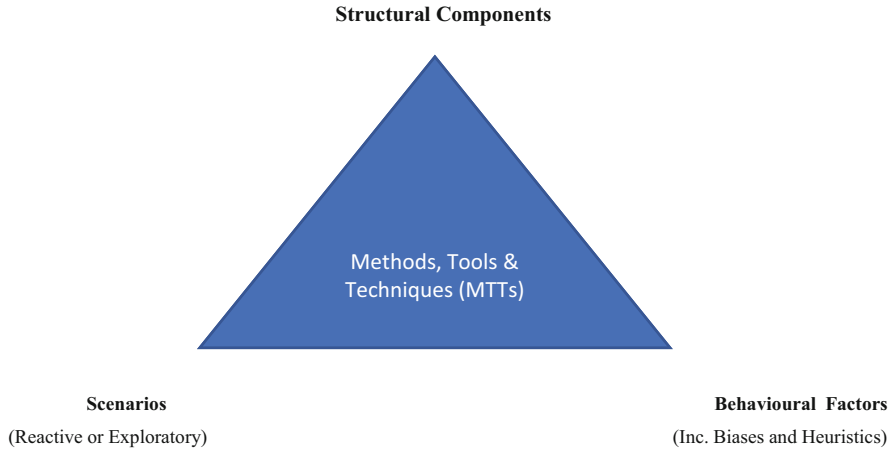 Structural Components
Methods, Tools &
Techniques (MTTs)
Scenarios
(Reactive or Exploratory)
Behavioural Factors
(Inc. Biases and Heuristics)